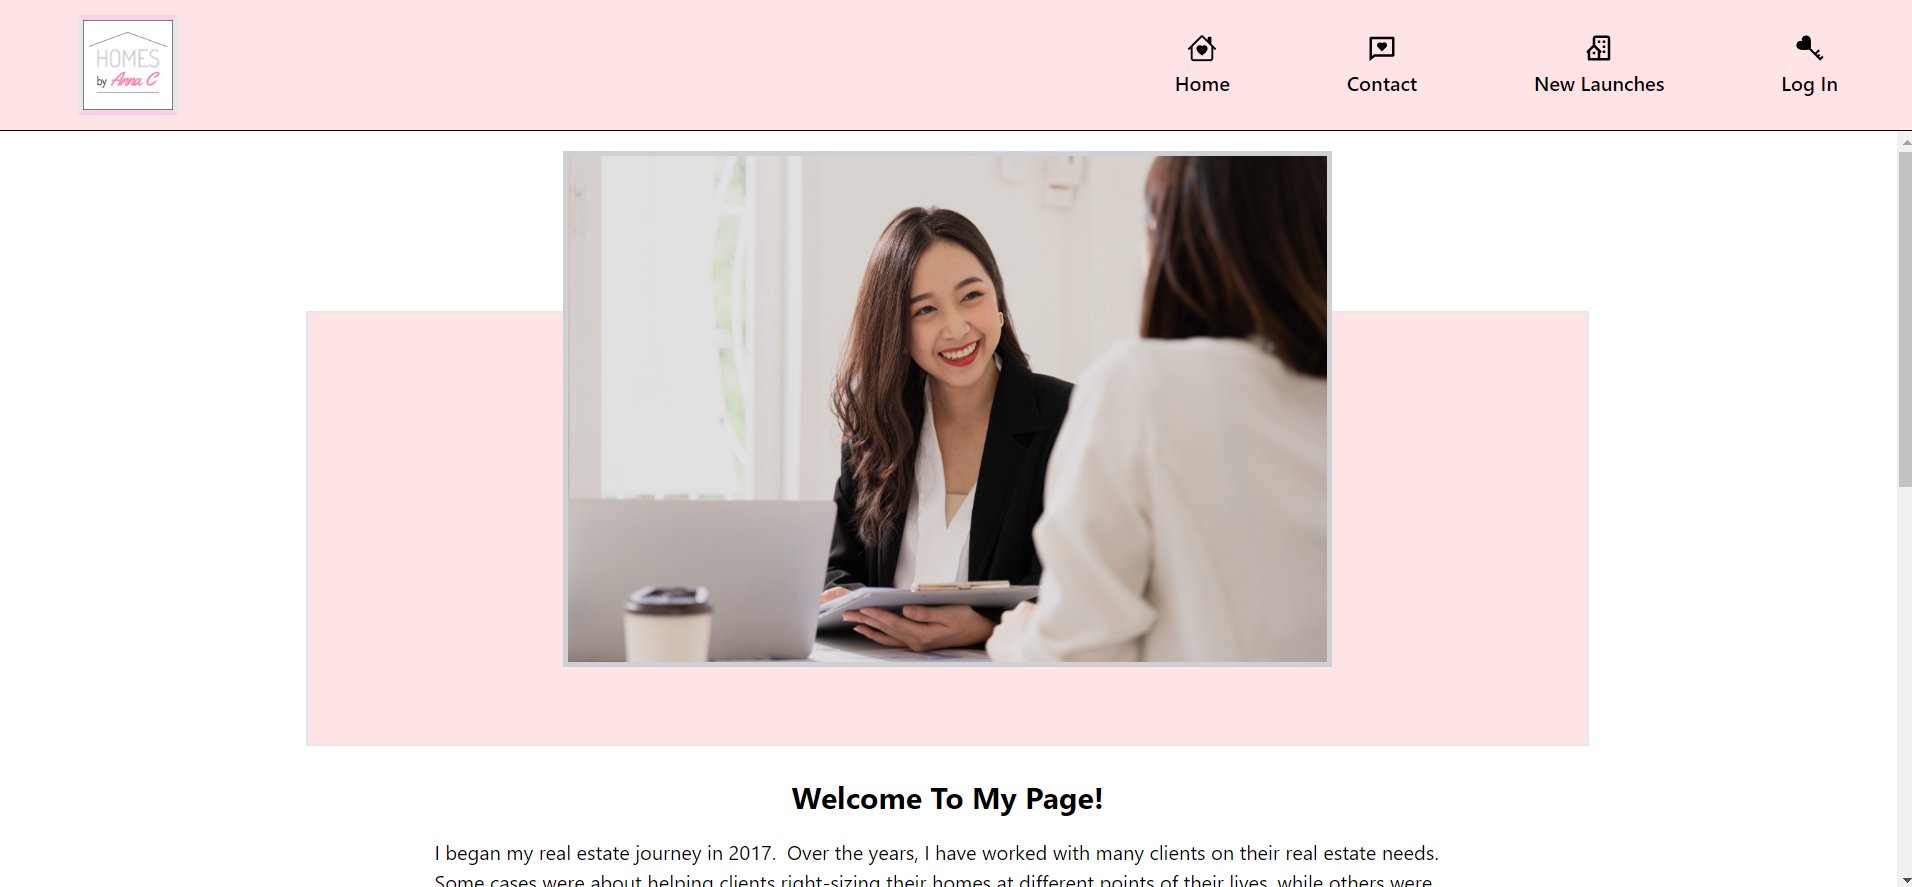 HOMES
by Anna C
Home
Contact
New Launches
Log In
Welcome To My Page!
I began my real estate journey in 2017.  Over the years, I have worked with many clients on their real estate needs.
Some cases were about helping clients right-sizing their homes at different points of their lives, while others were